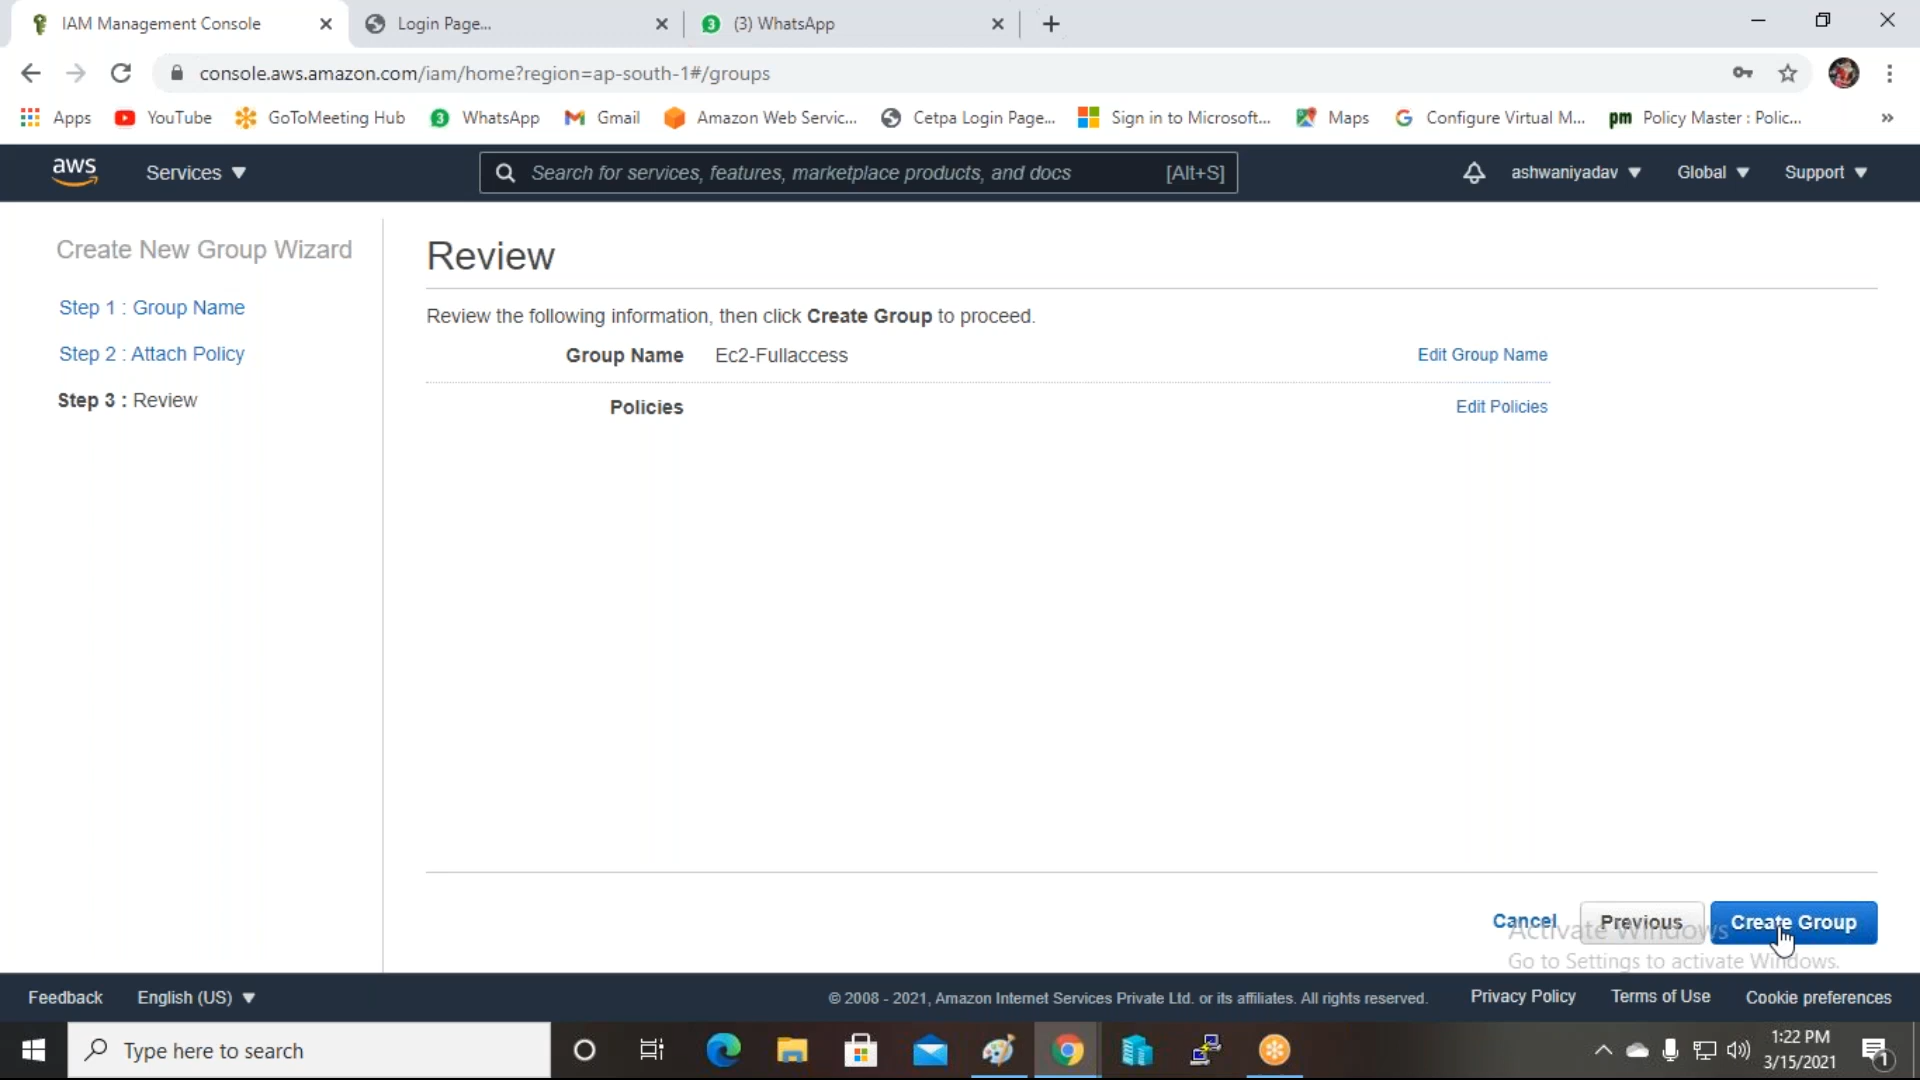 IAM Management Console
Login Page...
3 (3) WhatsApp
console.aws.amazon.com/iam/home?region=ap-south-1#/groups
Apps YouTube GoToMeeting Hub 3 WhatsApp Gmail Amazon Web Servic... Cetpa Login Page... Sign in to Microsoft... Maps Configure Virtual M... pm Policy Master : Polic... »
aws Services Search for services, features, marketplace products, and docs [Alt+S] ashwaniyadav Global Support
Create New Group Wizard
Step 1 : Group Name
Step 2 : Attach Policy
Step 3 : Review
Review
Review the following information, then click Create Group to proceed.
Group Name Ec2-Fullaccess Edit Group Name
Policies Edit Policies
Cancel Previous Create Group
Activate Windows
Go to Settings to activate Windows.
Feedback English (US) © 2008 - 2021, Amazon Internet Services Private Ltd. or its affiliates. All rights reserved. Privacy Policy Terms of Use Cookie preferences
Type here to search
1:22 PM
3/15/2021
1